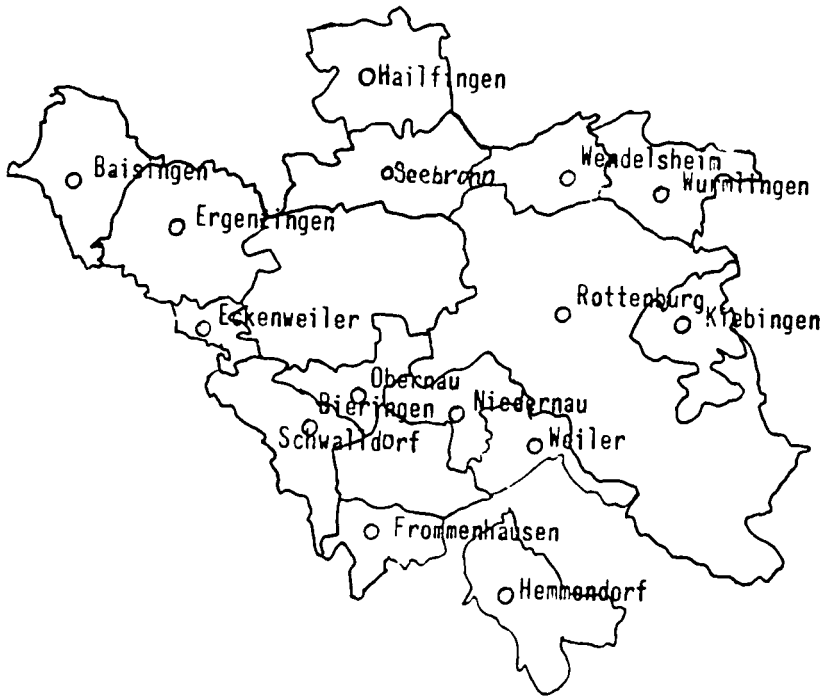 Hailfingen
Wendelsheim
Baisingen
Seebronn
Wurmlingen
Ergenzingen
Rottenburg
Eckenweiler
Kiebingen
Obernau
Bieringen
Niedernau
Schwalldorf
Weiler
Frommenhausen
Hemmendorf